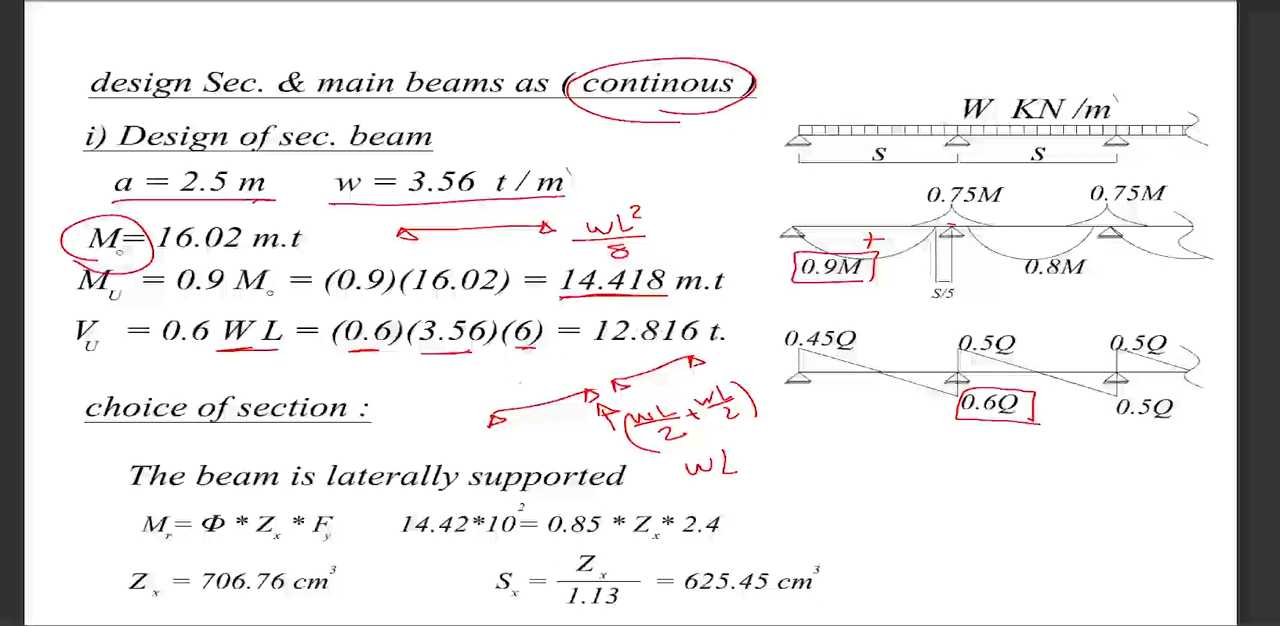 design Sec. & main beams as ( continous )
i) Design of sec. beam
a = 2.5 m    w = 3.56 t / m`
M₀ = 16.02 m.t
wL²/8
M_U = 0.9 M₀ = (0.9)(16.02) = 14.418 m.t
V_U = 0.6 W L = (0.6)(3.56)(6) = 12.816 t.
(wL/2 + wL/2)
wL
choice of section :
The beam is laterally supported
M_r = Φ * Z_x * F_y    14.42*10² = 0.85 * Z_x * 2.4
Z_x = 706.76 cm³    S_x = Z_x / 1.13 = 625.45 cm³
W KN /m`
S    S
0.75M    0.75M
+
0.9M    0.8M
S/5
0.45Q    0.5Q    0.5Q
0.6Q    0.5Q